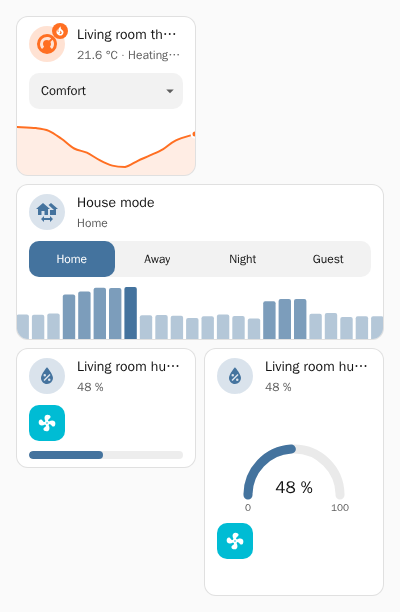 Living room th···
21.6 °C · Heating···
Comfort
House mode
Home
Home Away Night Guest
Living room hu···
48 %
Living room hu···
48 %
48 %
0 100